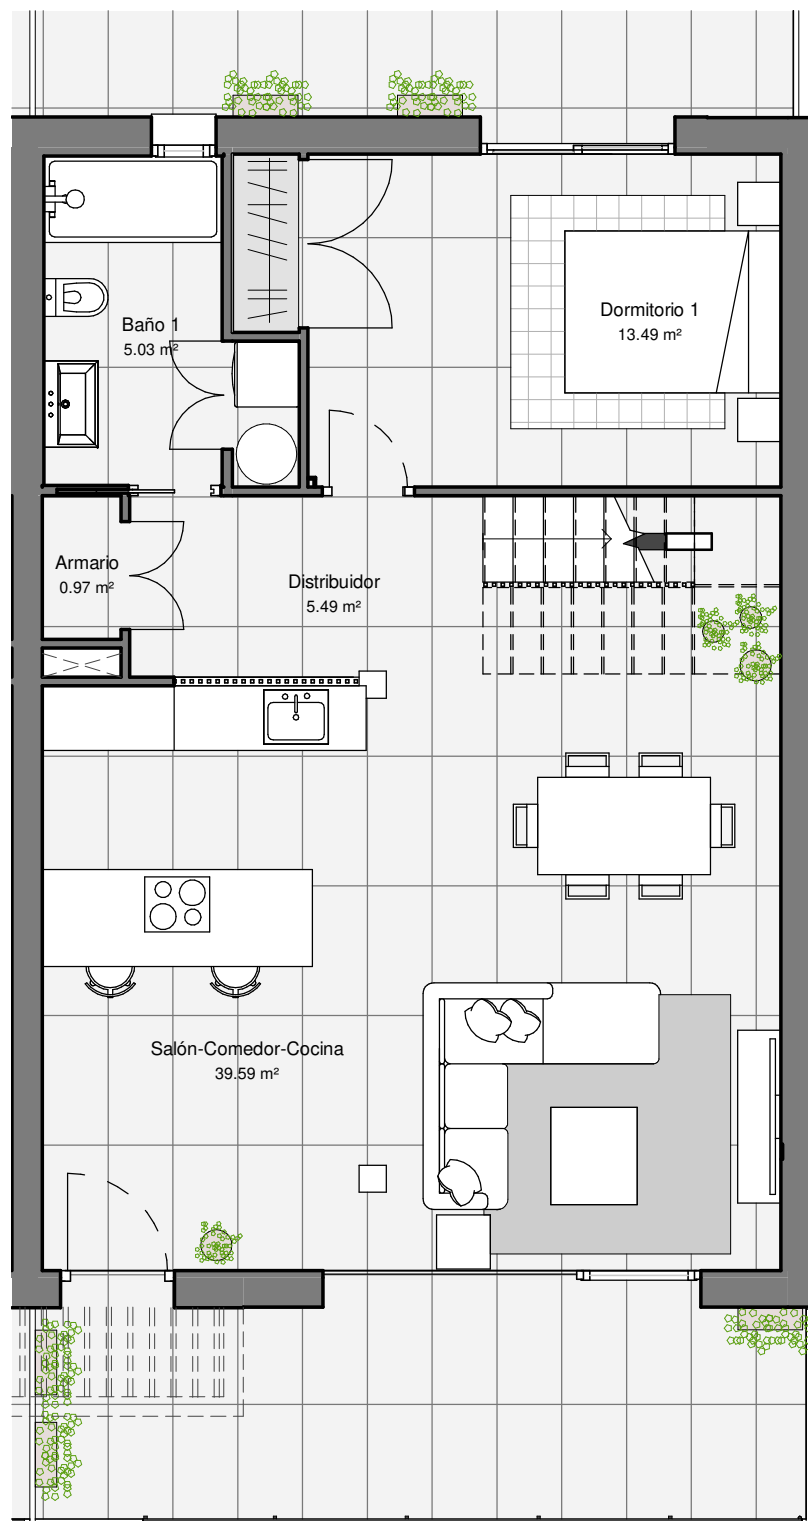 Dormitorio 1
13.49 m²
Baño 1
5.03 m²
Armario
0.97 m²
Distribuidor
5.49 m²
Salón-Comedor-Cocina
39.59 m²